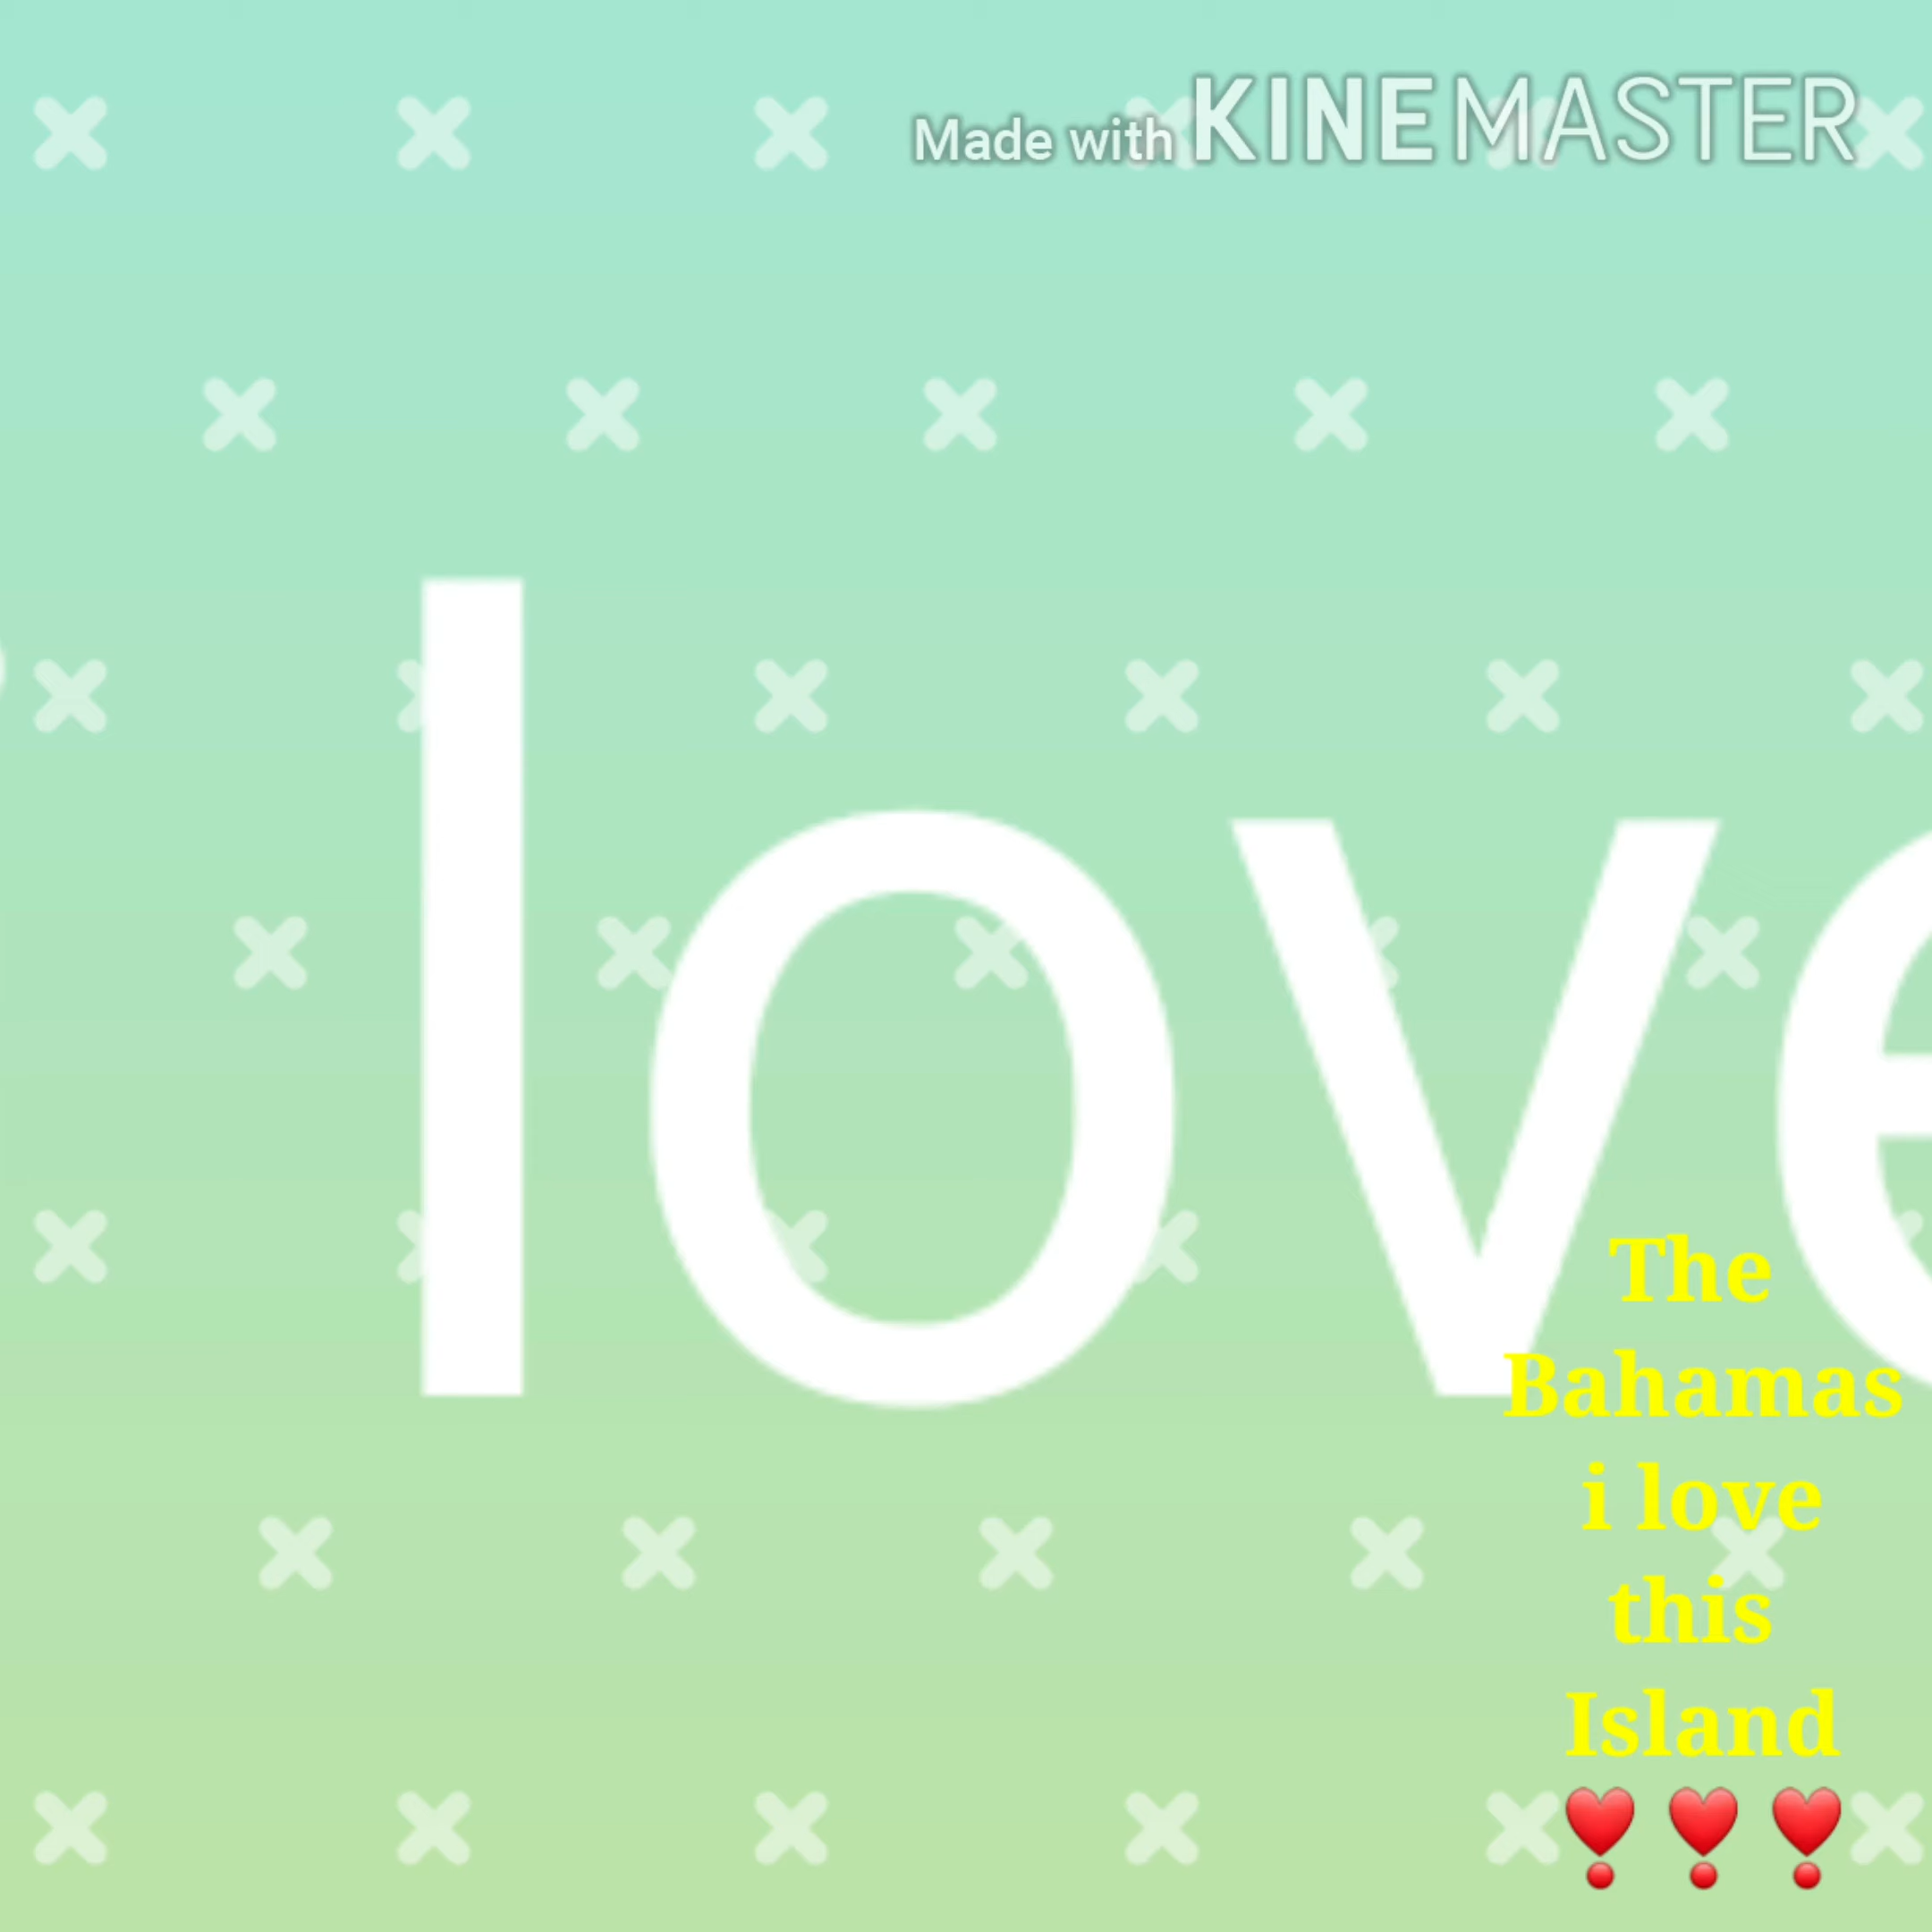 Made with KINEMASTER
love
The
Bahamas
i love
this
Island
❣❣❣